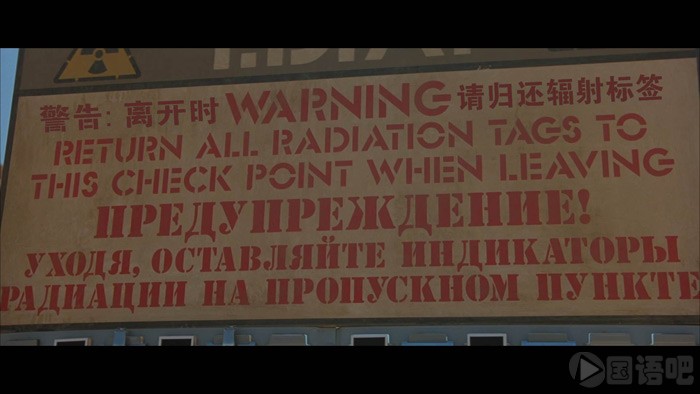 警告: 离开时 WARNING 请归还辐射标签
RETURN ALL RADIATION TAGS TO
THIS CHECK POINT WHEN LEAVING
ПРЕДУПРЕЖДЕНИЕ!
УХОДЯ, ОСТАВЛЯЙТЕ ИНДИКАТОРЫ
РАДИАЦИИ НА ПРОПУСКНОМ ПУНКТЕ
国语吧